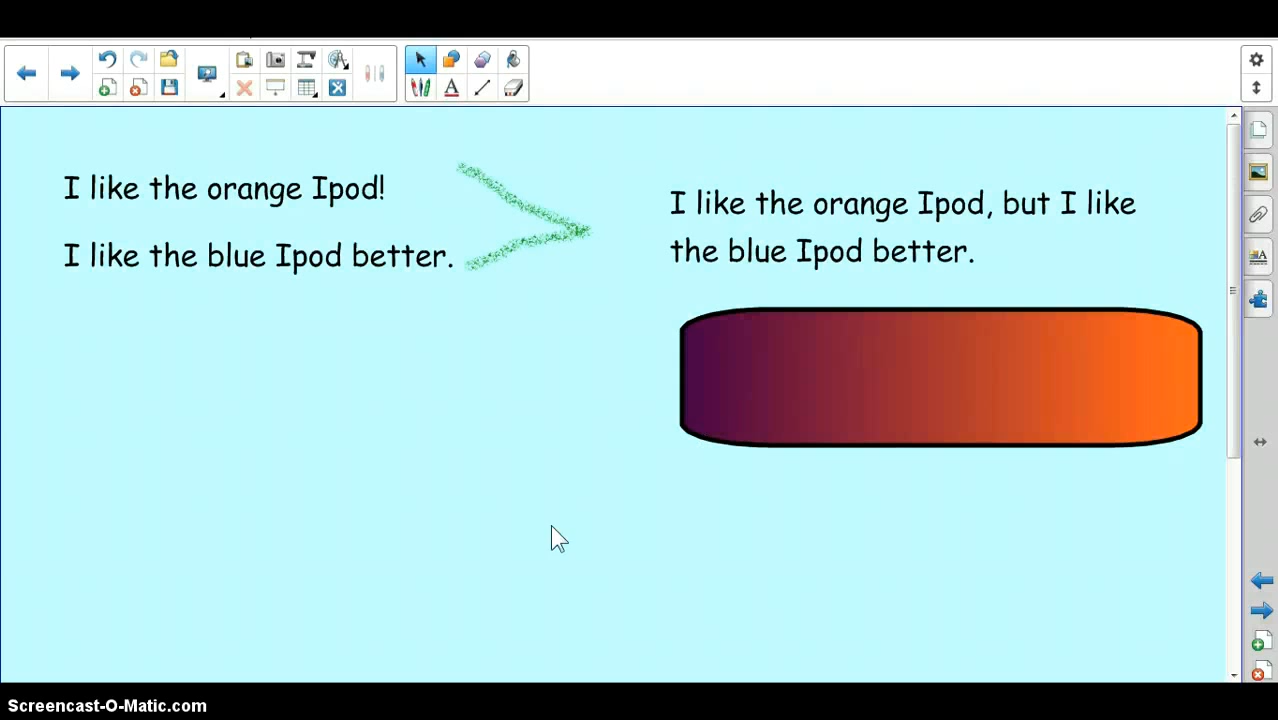 I like the orange Ipod!
I like the blue Ipod better.
I like the orange Ipod, but I like
the blue Ipod better.
Screencast-O-Matic.com